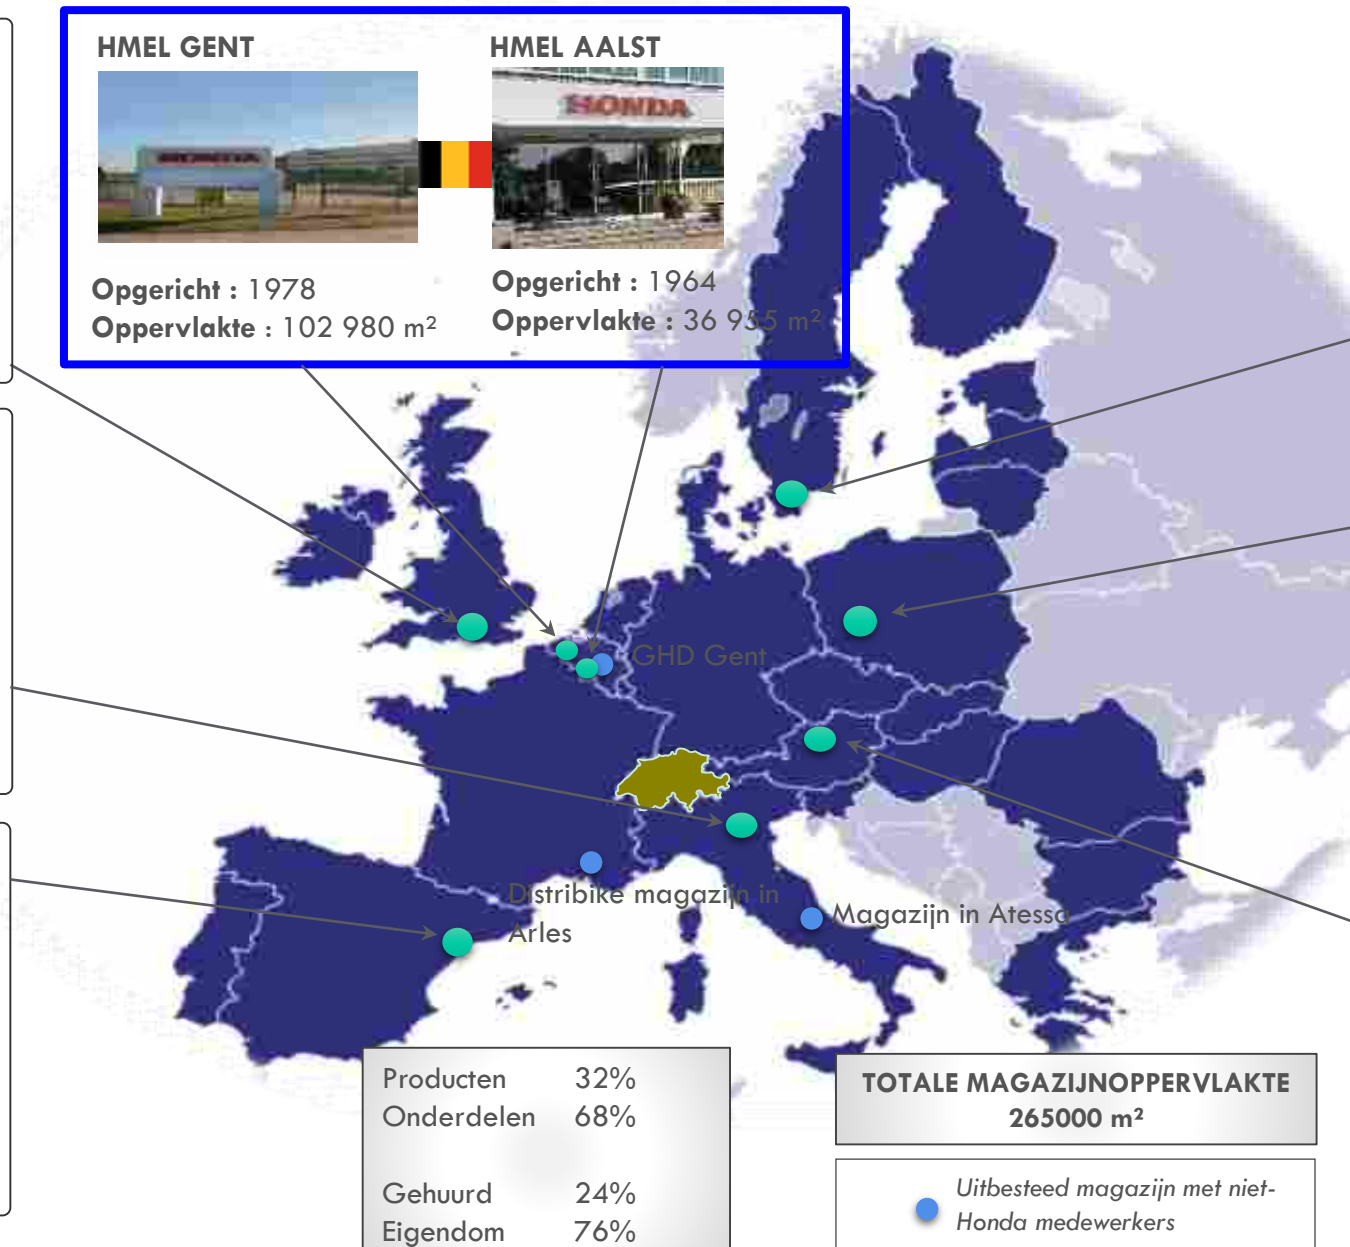 HMEL GENT
HMEL AALST
HONDA
HONDA
Opgericht : 1978
Oppervlakte : 102 980 m²
Opgericht : 1964
Oppervlakte : 36 955 m²
GHD Gent
Distribike magazijn in
Arles
Magazijn in Atessa
Producten 32%
Onderdelen 68%
Gehuurd 24%
Eigendom 76%
TOTALE MAGAZIJNOPPERVLAKTE
265000 m²
Uitbesteed magazijn met niet-
Honda medewerkers